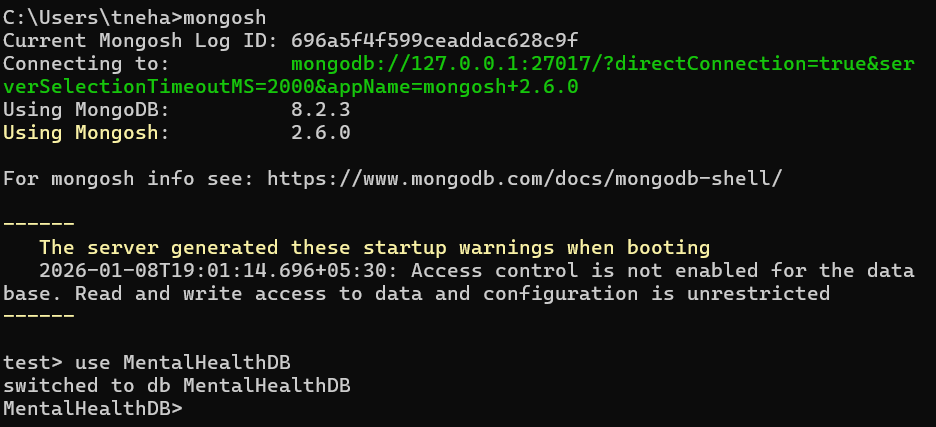 C:\Users\tneha>mongosh
Current Mongosh Log ID: 696a5f4f599ceaddac628c9f
Connecting to:          mongodb://127.0.0.1:27017/?directConnection=true&ser
verSelectionTimeoutMS=2000&appName=mongosh+2.6.0
Using MongoDB:          8.2.3
Using Mongosh:          2.6.0
For mongosh info see: https://www.mongodb.com/docs/mongodb-shell/
------
   The server generated these startup warnings when booting
   2026-01-08T19:01:14.696+05:30: Access control is not enabled for the data
base. Read and write access to data and configuration is unrestricted
------
test> use MentalHealthDB
switched to db MentalHealthDB
MentalHealthDB>